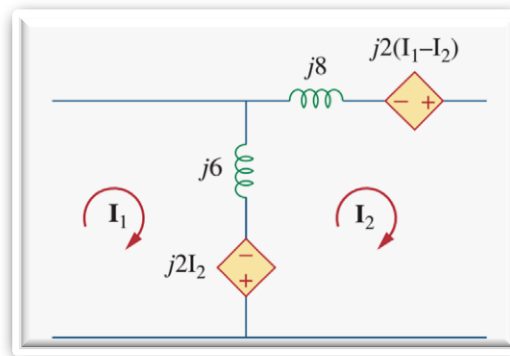 j8
j2(I₁–I₂)
j6
I₁
I₂
j2I₂
– +
–
+